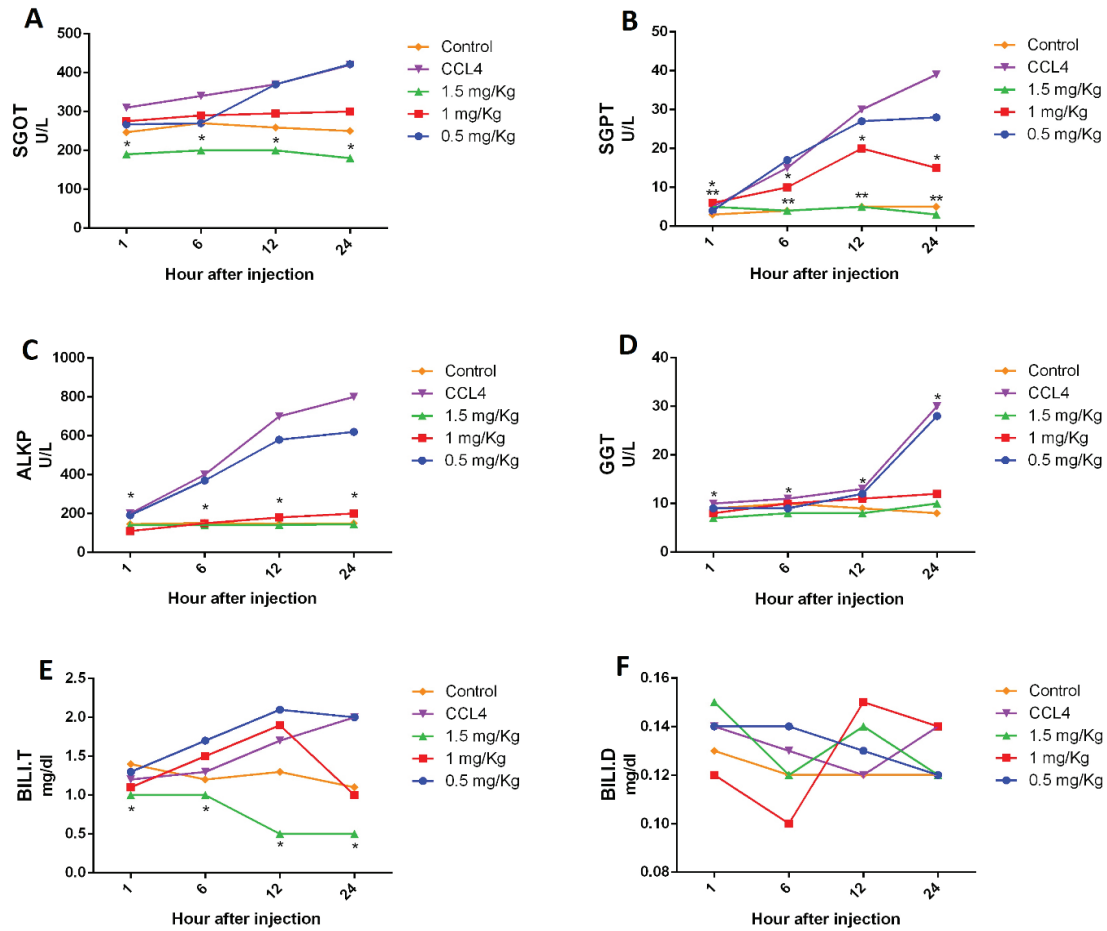 A
SGOT
U/L
500
400
300
200
100
0
* * * *
1 6 12 24
Hour after injection
Control
CCL4
1.5 mg/Kg
1 mg/Kg
0.5 mg/Kg
B
SGPT
U/L
50
40
30
20
10
0
* * * *
** ** ** **
1 6 12 24
Hour after injection
Control
CCL4
1.5 mg/Kg
1 mg/Kg
0.5 mg/Kg
C
ALKP
U/L
1000
800
600
400
200
0
* * * *
1 6 12 24
Hour after injection
Control
CCL4
1.5 mg/Kg
1 mg/Kg
0.5 mg/Kg
D
GGT
U/L
40
30
20
10
0
* * * *
1 6 12 24
Hour after injection
Control
CCL4
1.5 mg/Kg
1 mg/Kg
0.5 mg/Kg
E
BILI.T
mg/dl
2.5
2.0
1.5
1.0
0.5
0.0
* * * *
1 6 12 24
Hour after injection
Control
CCL4
1.5 mg/Kg
1 mg/Kg
0.5 mg/Kg
F
BILI.D
mg/dl
0.16
0.14
0.12
0.10
0.08
1 6 12 24
Hour after injection
Control
CCL4
1.5 mg/Kg
1 mg/Kg
0.5 mg/Kg